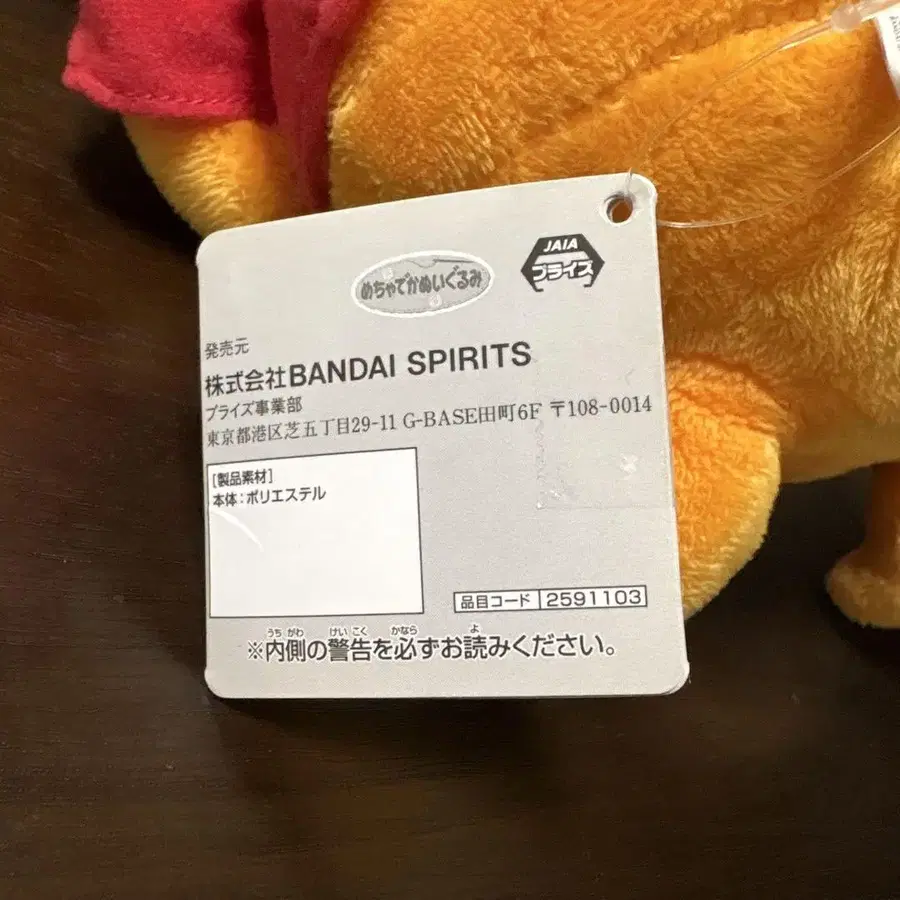 めちゃでかぬいぐるみ
JAIA
プライズ
発売元
株式会社BANDAI SPIRITS
プライズ事業部
東京都港区芝五丁目29-11 G-BASE田町6F 〒108-0014
[製品素材]
本体:ポリエステル
品目コード 2591103
うちがわ けいこく かなら よ
※内側の警告を必ずお読みください。